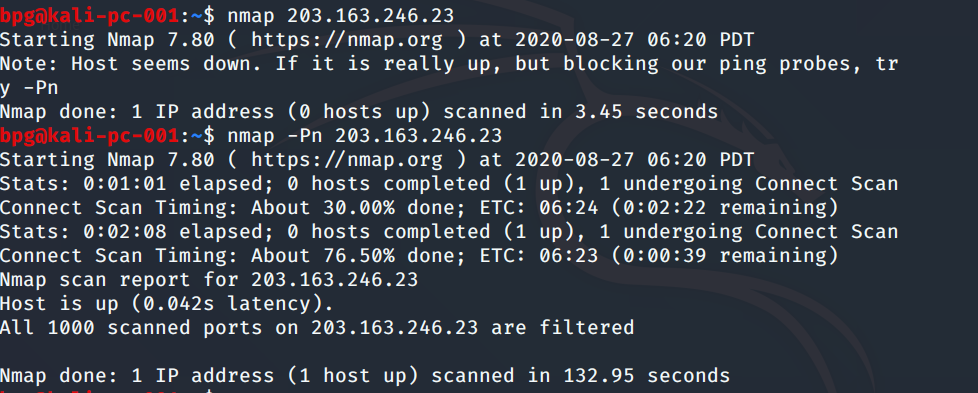 bpg@kali-pc-001:~$ nmap 203.163.246.23
Starting Nmap 7.80 ( https://nmap.org ) at 2020-08-27 06:20 PDT
Note: Host seems down. If it is really up, but blocking our ping probes, tr
y -Pn
Nmap done: 1 IP address (0 hosts up) scanned in 3.45 seconds
bpg@kali-pc-001:~$ nmap -Pn 203.163.246.23
Starting Nmap 7.80 ( https://nmap.org ) at 2020-08-27 06:20 PDT
Stats: 0:01:01 elapsed; 0 hosts completed (1 up), 1 undergoing Connect Scan
Connect Scan Timing: About 30.00% done; ETC: 06:24 (0:02:22 remaining)
Stats: 0:02:08 elapsed; 0 hosts completed (1 up), 1 undergoing Connect Scan
Connect Scan Timing: About 76.50% done; ETC: 06:23 (0:00:39 remaining)
Nmap scan report for 203.163.246.23
Host is up (0.042s latency).
All 1000 scanned ports on 203.163.246.23 are filtered

Nmap done: 1 IP address (1 host up) scanned in 132.95 seconds